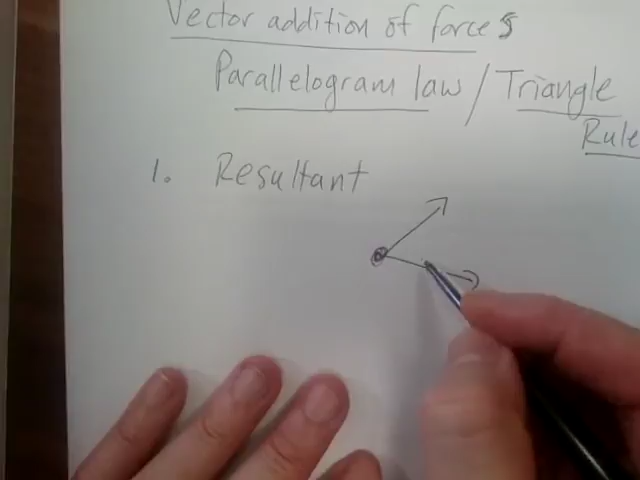 Vector addition of forces
Parallelogram law / Triangle
Rule
1. Resultant